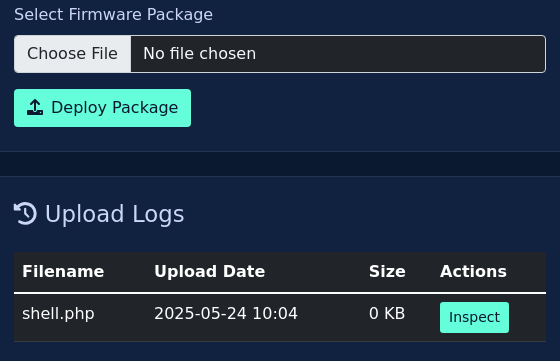 Select Firmware Package
Choose File No file chosen
Deploy Package
Upload Logs
Filename Upload Date Size Actions
shell.php 2025-05-24 10:04 0 KB Inspect